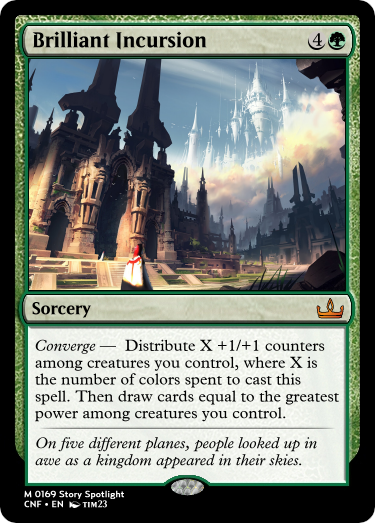 Brilliant Incursion 4
Sorcery
Converge — Distribute X +1/+1 counters
among creatures you control, where X is
the number of colors spent to cast this
spell. Then draw cards equal to the greatest
power among creatures you control.
On five different planes, people looked up in
awe as a kingdom appeared in their skies.
M 0169 Story Spotlight
CNF • EN TIM23